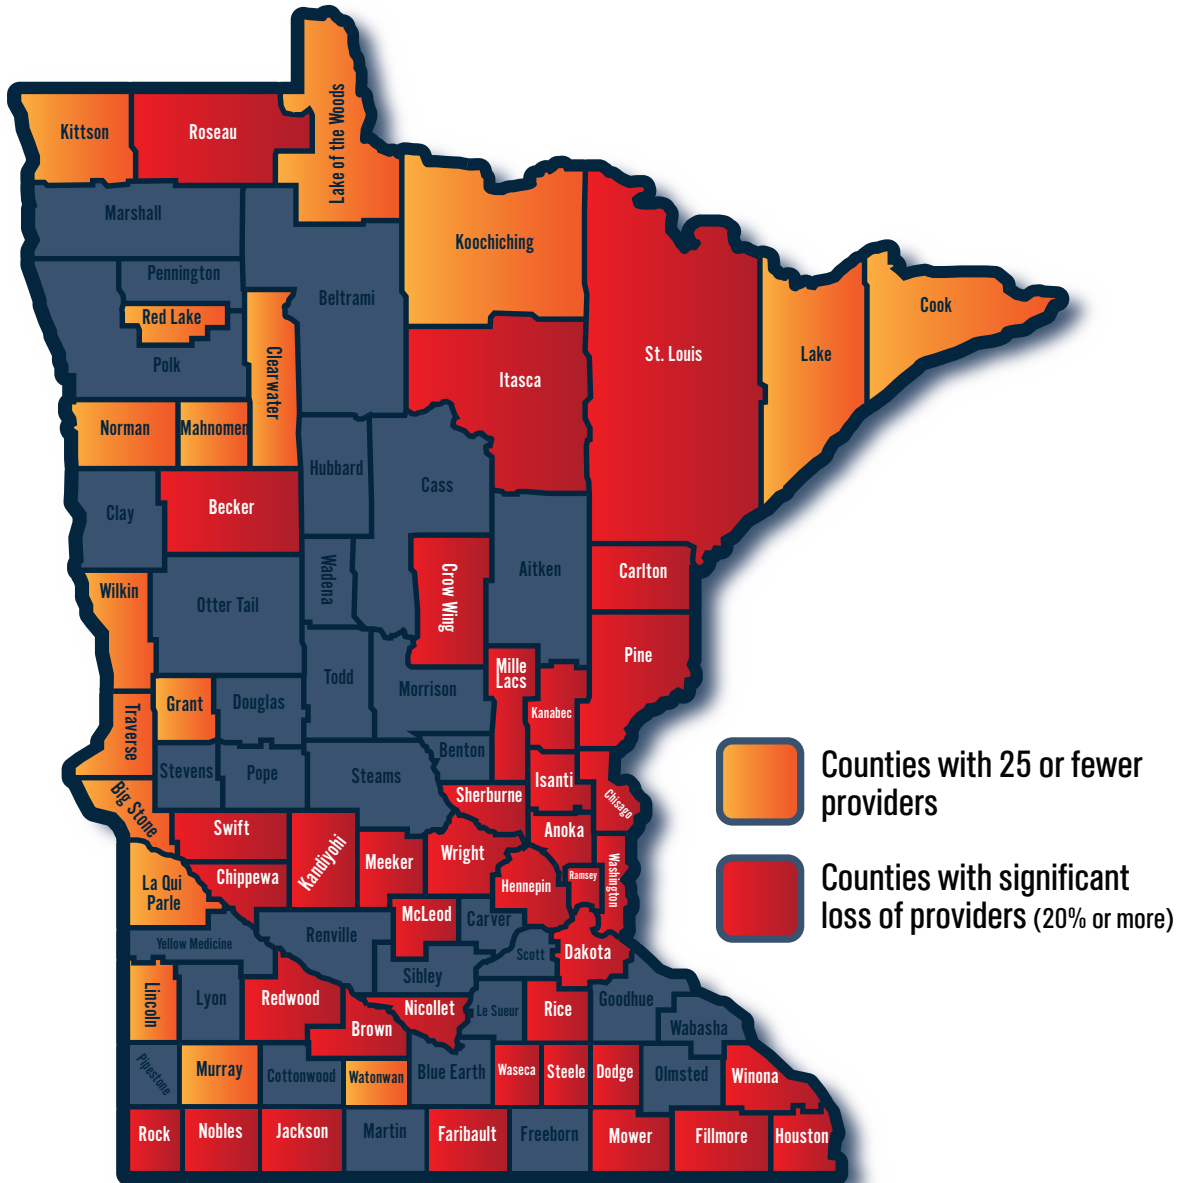 Kittson
Roseau
Lake of the Woods
Marshall
Koochiching
Pennington
Beltrami
Red Lake
Cook
Polk
Clearwater
St. Louis
Lake
Itasca
Norman
Mahnomen
Hubbard
Cass
Becker
Clay
Wadena
Crow Wing
Aitken
Carlton
Wilkin
Otter Tail
Pine
Mille
Lacs
Todd
Morrison
Grant
Douglas
Kanabec
Traverse
Benton
Stevens
Pope
Steams
Isanti
Sherburne
Chisago
Big Stone
Swift
Anoka
Kandiyohi
Meeker
Wright
Chippewa
Hennepin
Ramsey
Washington
La Qui
Parle
McLeod
Carver
Renville
Yellow Medicine
Scott
Dakota
Sibley
Lincoln
Lyon
Redwood
Nicollet
Le Sueur
Rice
Goodhue
Brown
Wabasha
Pipestone
Murray
Cottonwood
Watonwan
Blue Earth
Waseca
Steele
Dodge
Olmsted
Winona
Rock
Nobles
Jackson
Martin
Faribault
Freeborn
Mower
Fillmore
Houston
Counties with 25 or fewer
providers
Counties with significant
loss of providers (20% or more)